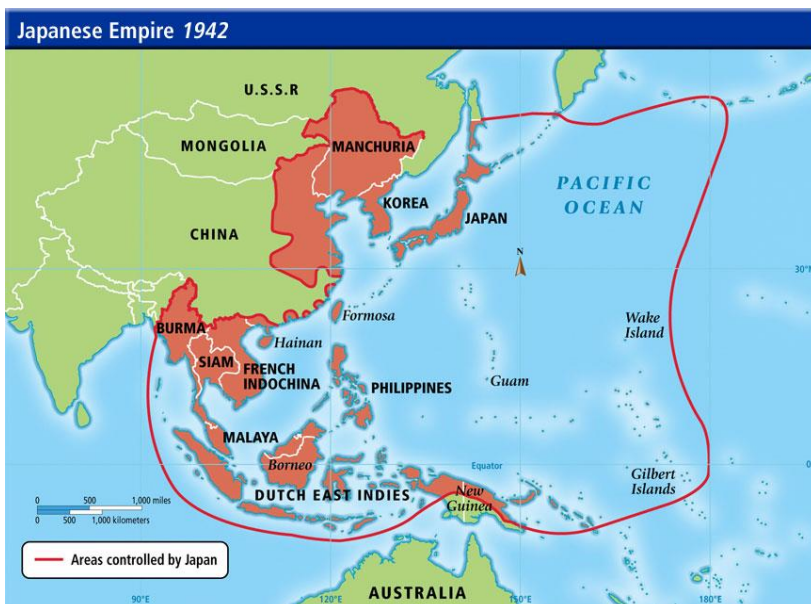 Japanese Empire 1942
U.S.S.R
MONGOLIA
MANCHURIA
PACIFIC
OCEAN
KOREA
JAPAN
CHINA
N
30°N
Wake
Island
Formosa
BURMA
Hainan
SIAM
FRENCH
INDOCHINA
PHILIPPINES
Guam
MALAYA
Borneo
Equator
0°
Gilbert
Islands
DUTCH EAST INDIES
New
Guinea
0 500 1,000 miles
0 500 1,000 kilometers
Areas controlled by Japan
90°E 120°E 150°E 180°E
AUSTRALIA